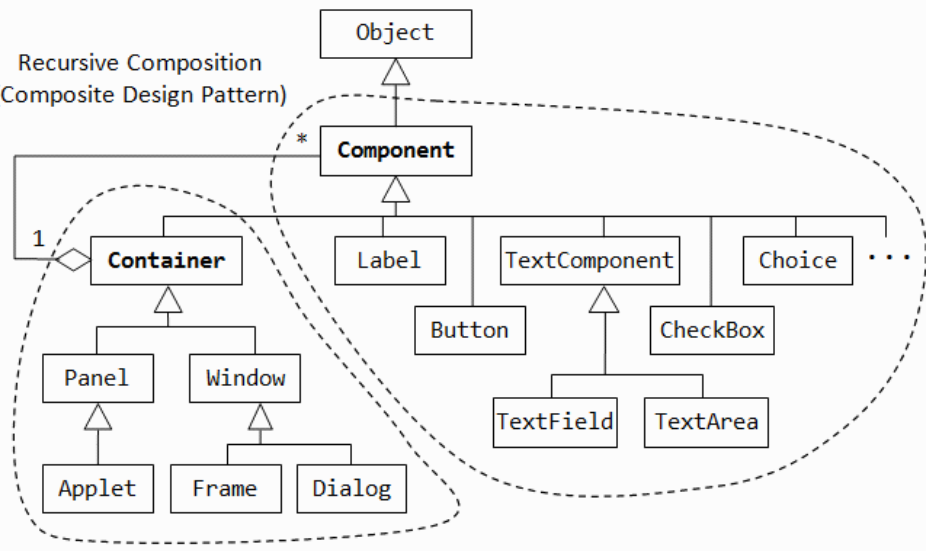 Object
Recursive Composition
Composite Design Pattern)
*
Component
1
Container
Label
TextComponent
Choice
...
Button
CheckBox
Panel
Window
TextField
TextArea
Applet
Frame
Dialog